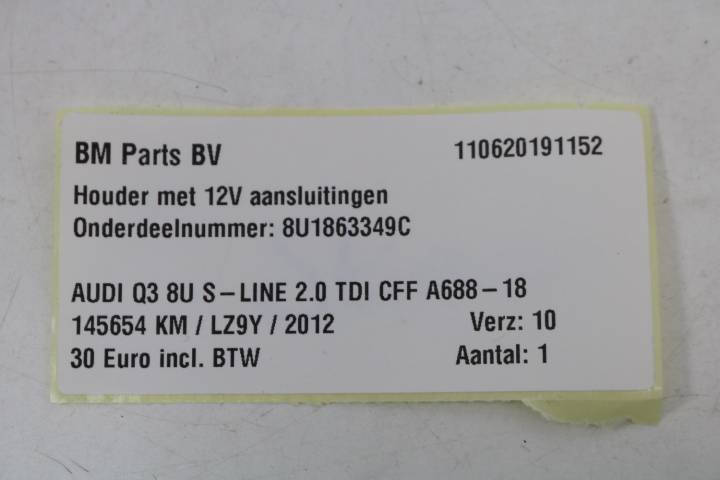 BM Parts BV 110620191152
Houder met 12V aansluitingen
Onderdeelnummer: 8U1863349C
AUDI Q3 8U S-LINE 2.0 TDI CFF A688-18
145654 KM / LZ9Y / 2012 Verz: 10
30 Euro incl. BTW Aantal: 1